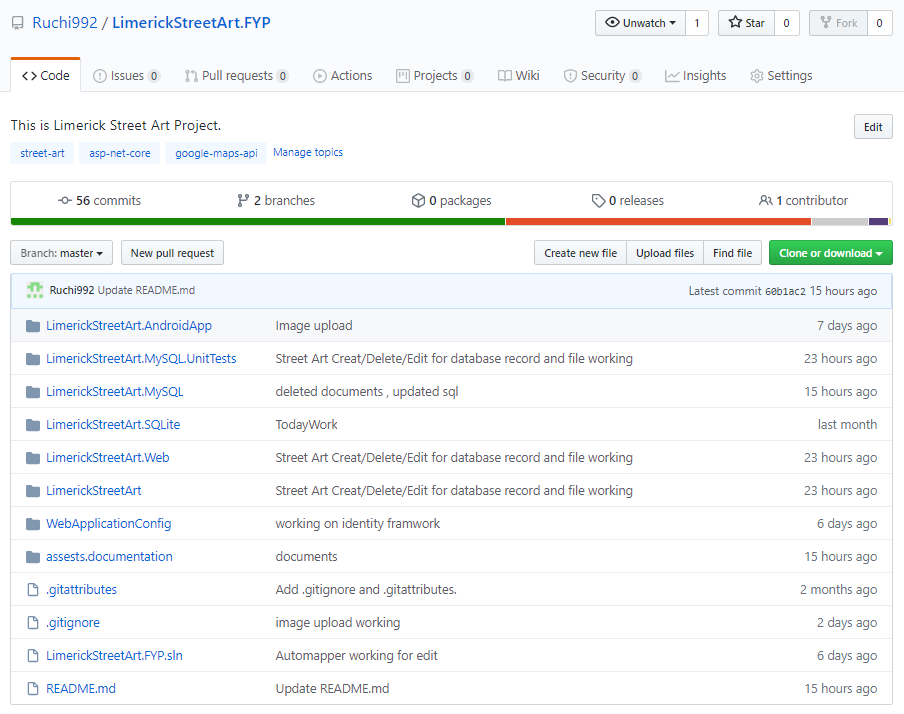 Ruchi992 / LimerickStreetArt.FYP
Unwatch 1 Star 0 Fork 0
Code Issues 0 Pull requests 0 Actions Projects 0 Wiki Security 0 Insights Settings
This is Limerick Street Art Project. Edit
street-art asp-net-core google-maps-api Manage topics
56 commits 2 branches 0 packages 0 releases 1 contributor
Branch: master New pull request Create new file Upload files Find file Clone or download
Ruchi992 Update README.md Latest commit 60b1ac2 15 hours ago
LimerickStreetArt.AndroidApp Image upload 7 days ago
LimerickStreetArt.MySQL.UnitTests Street Art Creat/Delete/Edit for database record and file working 23 hours ago
LimerickStreetArt.MySQL deleted documents , updated sql 15 hours ago
LimerickStreetArt.SQLite TodayWork last month
LimerickStreetArt.Web Street Art Creat/Delete/Edit for database record and file working 23 hours ago
LimerickStreetArt Street Art Creat/Delete/Edit for database record and file working 23 hours ago
WebApplicationConfig working on identity framwork 6 days ago
assests.documentation documents 15 hours ago
.gitattributes Add .gitignore and .gitattributes. 2 months ago
.gitignore image upload working 2 days ago
LimerickStreetArt.FYP.sln Automapper working for edit 6 days ago
README.md Update README.md 15 hours ago